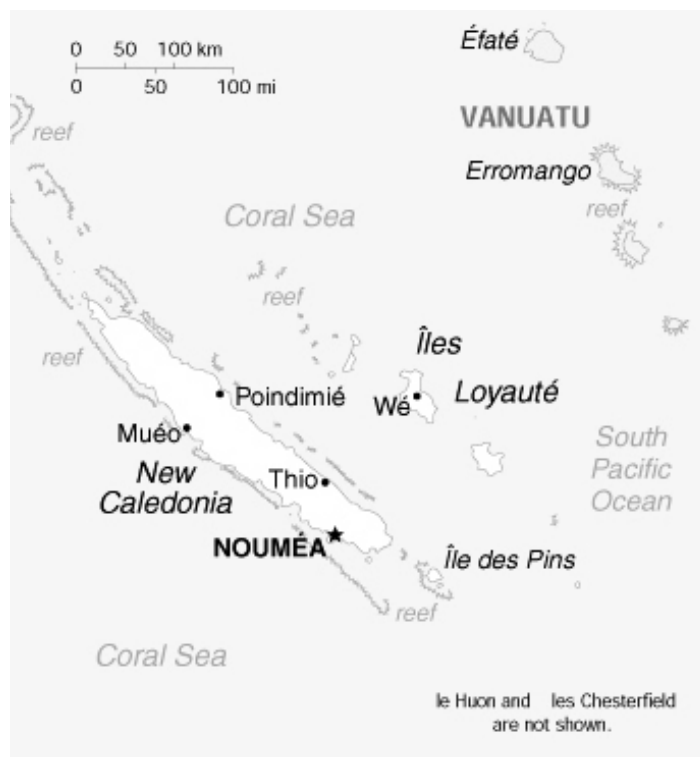 0 50 100 km
0 50 100 mi
Éfaté
VANUATU
reef
Erromango
reef
Coral Sea
reef
reef
Îles
Loyauté
Poindimié
Wé
Muéo
New
Caledonia
South
Pacific
Ocean
Thio
NOUMÉA
Île des Pins
reef
Coral Sea
le Huon and les Chesterfield
are not shown.